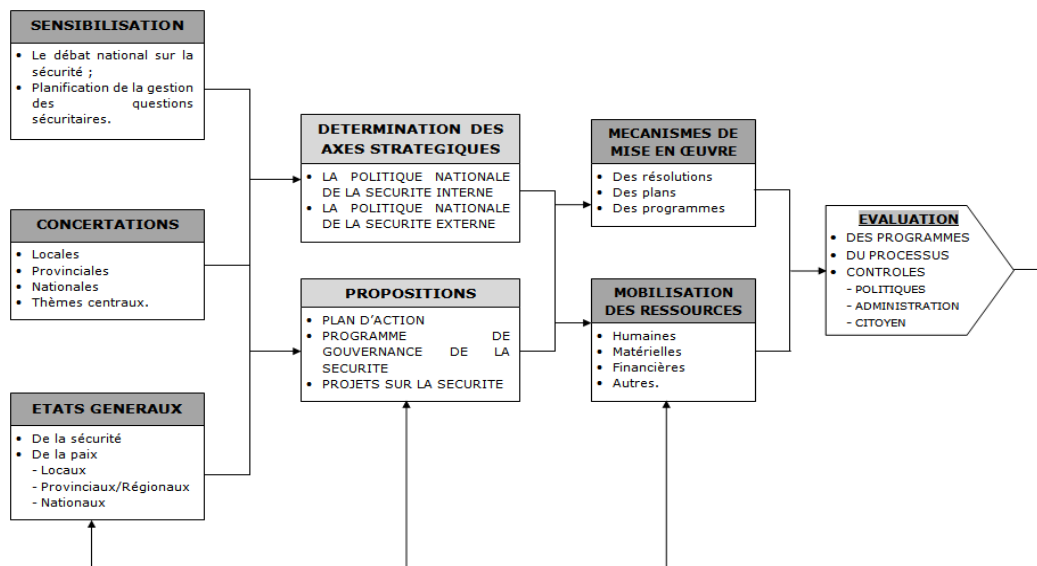 SENSIBILISATION
• Le débat national sur la
sécurité ;
• Planification de la gestion
des questions
sécuritaires.
CONCERTATIONS
• Locales
• Provinciales
• Nationales
• Thèmes centraux.
ETATS GENERAUX
• De la sécurité
• De la paix
- Locaux
- Provinciaux/Régionaux
- Nationaux
DETERMINATION DES
AXES STRATEGIQUES
• LA POLITIQUE NATIONALE
DE LA SECURITE INTERNE
• LA POLITIQUE NATIONALE
DE LA SECURITE EXTERNE
PROPOSITIONS
• PLAN D’ACTION
• PROGRAMME DE
GOUVERNANCE DE LA
SECURITE
• PROJETS SUR LA SECURITE
MECANISMES DE
MISE EN ŒUVRE
• Des résolutions
• Des plans
• Des programmes
MOBILISATION
DES RESSOURCES
• Humaines
• Matérielles
• Financières
• Autres.
EVALUATION
• DES PROGRAMMES
• DU PROCESSUS
• CONTROLES
- POLITIQUES
- ADMINISTRATION
- CITOYEN